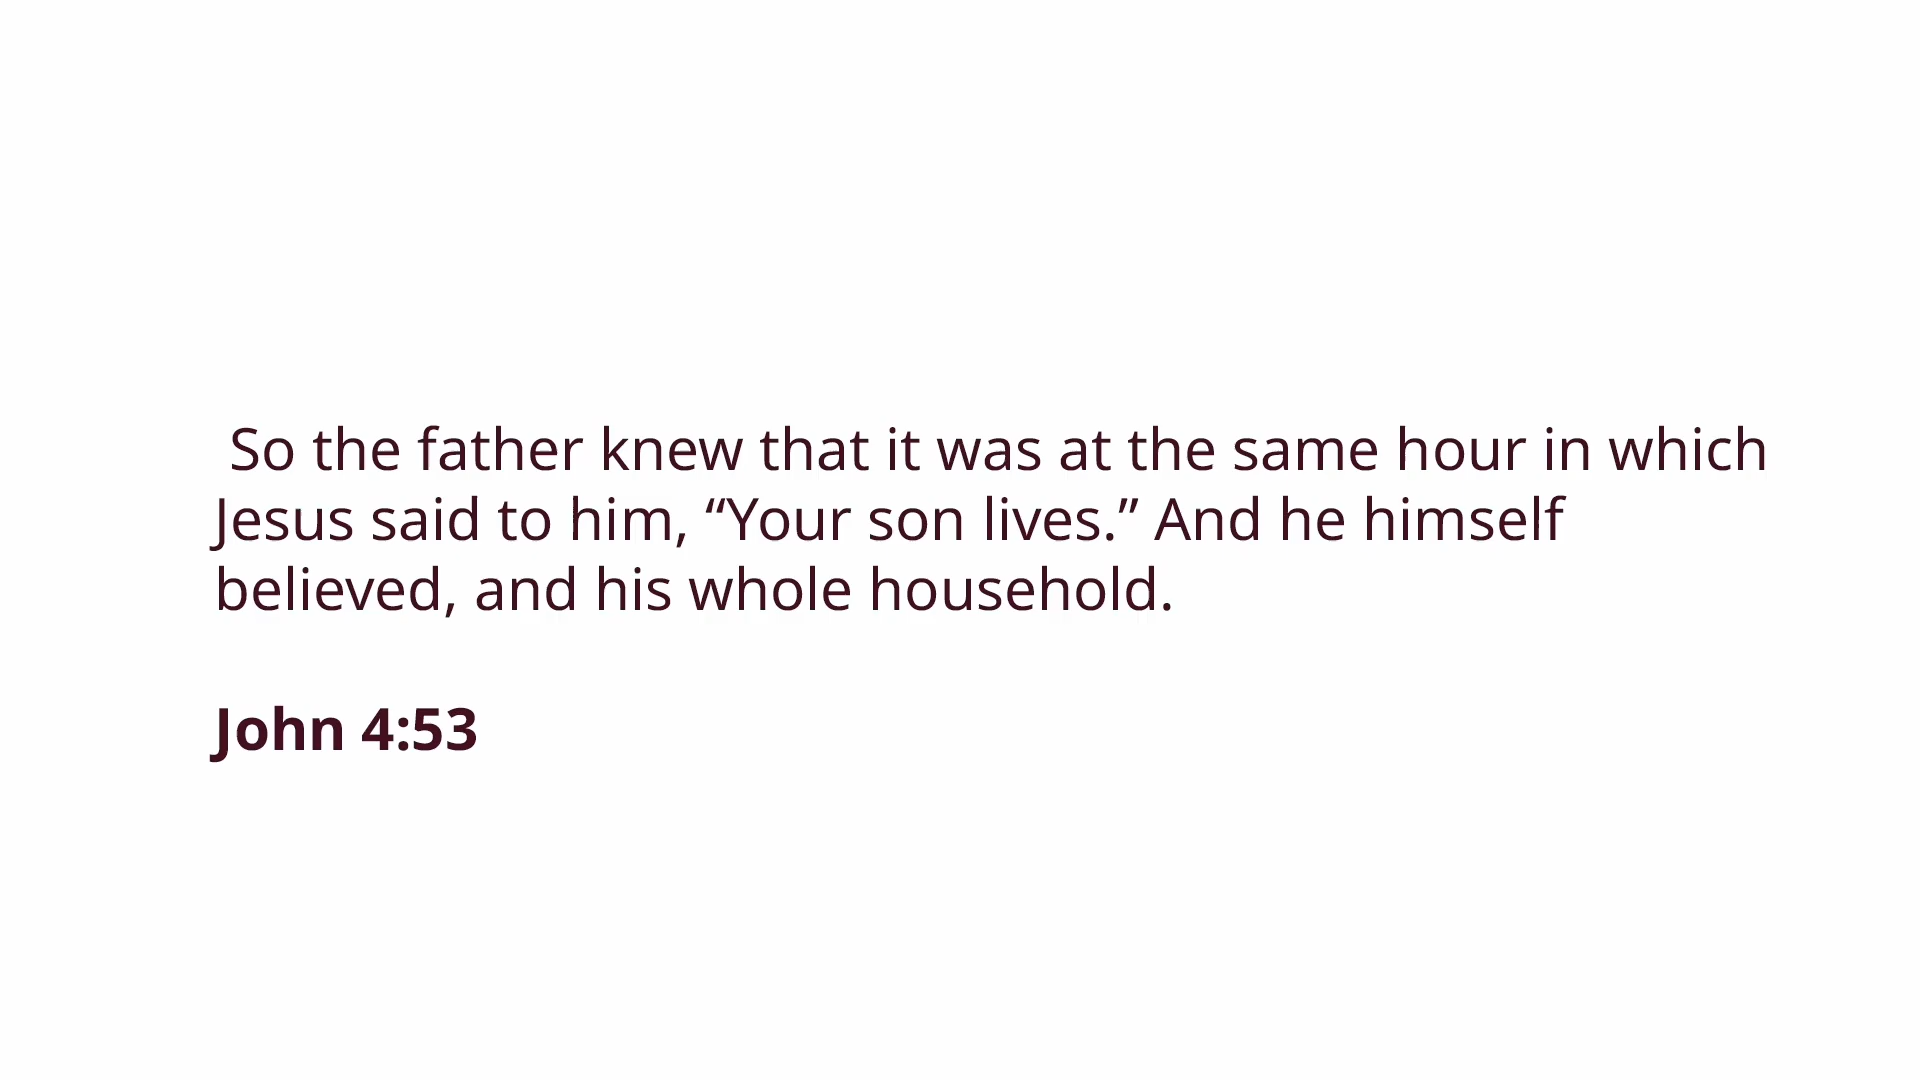 So the father knew that it was at the same hour in which
Jesus said to him, “Your son lives.” And he himself
believed, and his whole household.
John 4:53